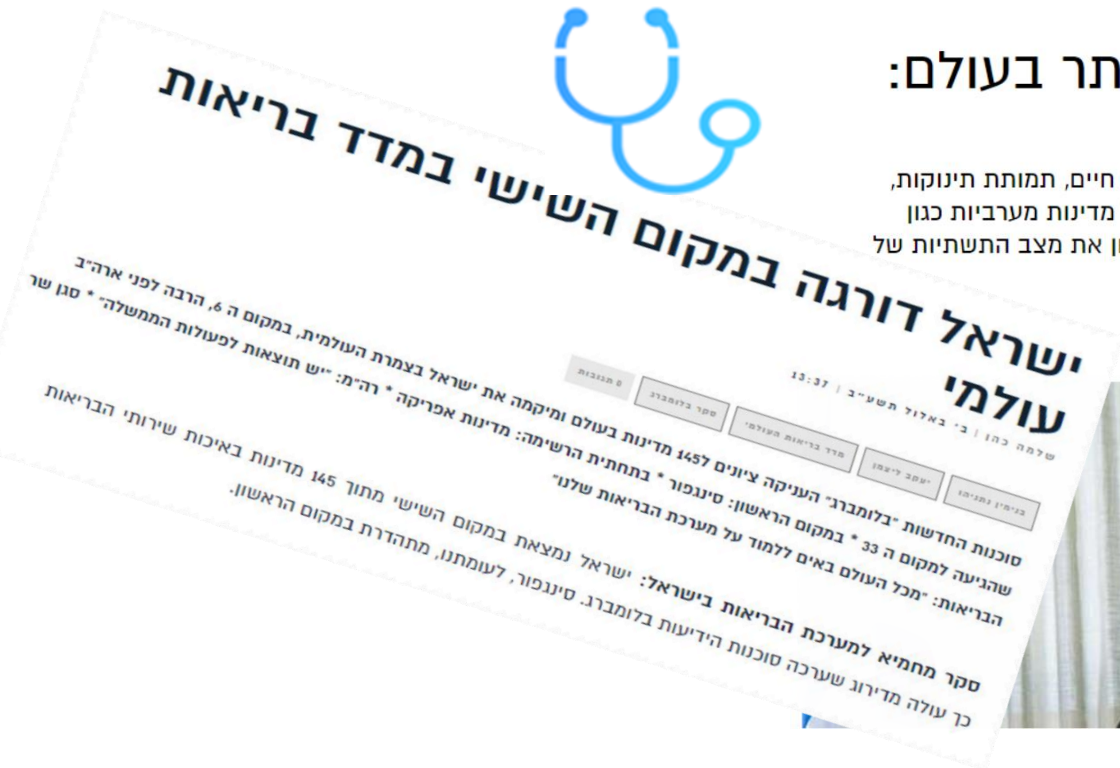 תר בעולם:
חיים, תמותת תינוקות,
מדינות מערביות כגון
את מצב התשתיות של
ישראל דורגה במקום השישי במדד בריאות
עולמי
שלמה כהן | ב׳ באלול תשע״ב | 13:37
בנימין נתניהו
יעקב ליצמן
מדד בריאות העולמי
סקר בלומברג
0 תגובות
סוכנות החדשות "בלומברג" העניקה ציונים ל145 מדינות בעולם ומיקמה את ישראל בצמרת העולמית, במקום ה 6, הרבה לפני ארה"ב
שהגיעה למקום ה 33 * במקום הראשון: סינגפור * בתחתית הרשימה: מדינות אפריקה * רה"מ: "יש תוצאות לפעולות הממשלה" * סגן שר
הבריאות: "מכל העולם באים ללמוד על מערכת הבריאות שלנו"
סקר מחמיא למערכת הבריאות בישראל: ישראל נמצאת במקום השישי מתוך 145 מדינות באיכות שירותי הבריאות
כך עולה מדירוג שערכה סוכנות הידיעות בלומברג. סינגפור, לעומתנו, מתהדרת במקום הראשון.